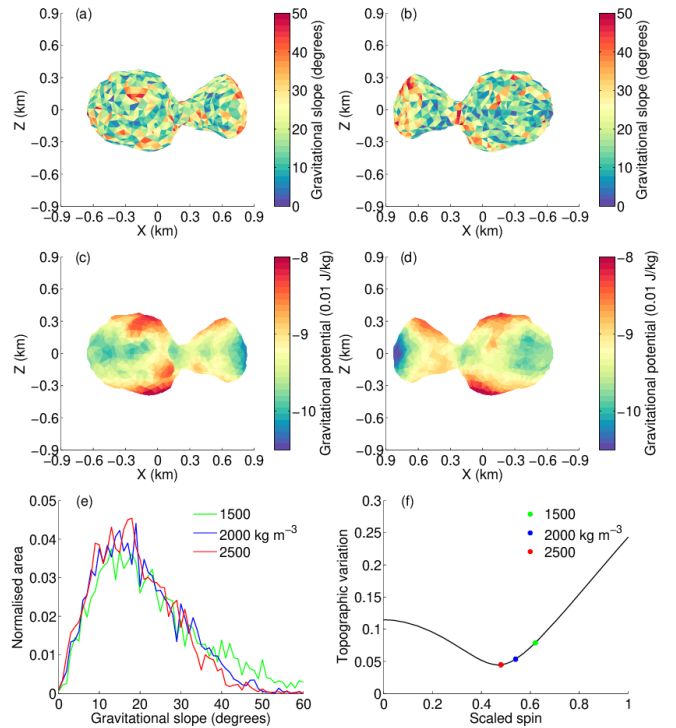 (a)
0.9
0.6
0.3
0
−0.3
−0.6
−0.9
Z (km)
−0.9 −0.6 −0.3 0 0.3 0.6 0.9
X (km)
50
40
30
20
10
0
Gravitational slope (degrees)
(b)
0.9
0.6
0.3
0
−0.3
−0.6
−0.9
Z (km)
0.9 0.6 0.3 0 −0.3 −0.6 −0.9
X (km)
50
40
30
20
10
0
Gravitational slope (degrees)
(c)
0.9
0.6
0.3
0
−0.3
−0.6
−0.9
Z (km)
−0.9 −0.6 −0.3 0 0.3 0.6 0.9
X (km)
−8
−9
−10
Gravitational potential (0.01 J/kg)
(d)
0.9
0.6
0.3
0
−0.3
−0.6
−0.9
Z (km)
0.9 0.6 0.3 0 −0.3 −0.6 −0.9
X (km)
−8
−9
−10
Gravitational potential (0.01 J/kg)
(e)
0.05
0.04
0.03
0.02
0.01
0
Normalised area
1500
2000 kg m⁻³
2500
0 10 20 30 40 50 60
Gravitational slope (degrees)
(f)
0.3
0.25
0.2
0.15
0.1
0.05
0
Topographic variation
1500
2000 kg m⁻³
2500
0 0.2 0.4 0.6 0.8 1
Scaled spin